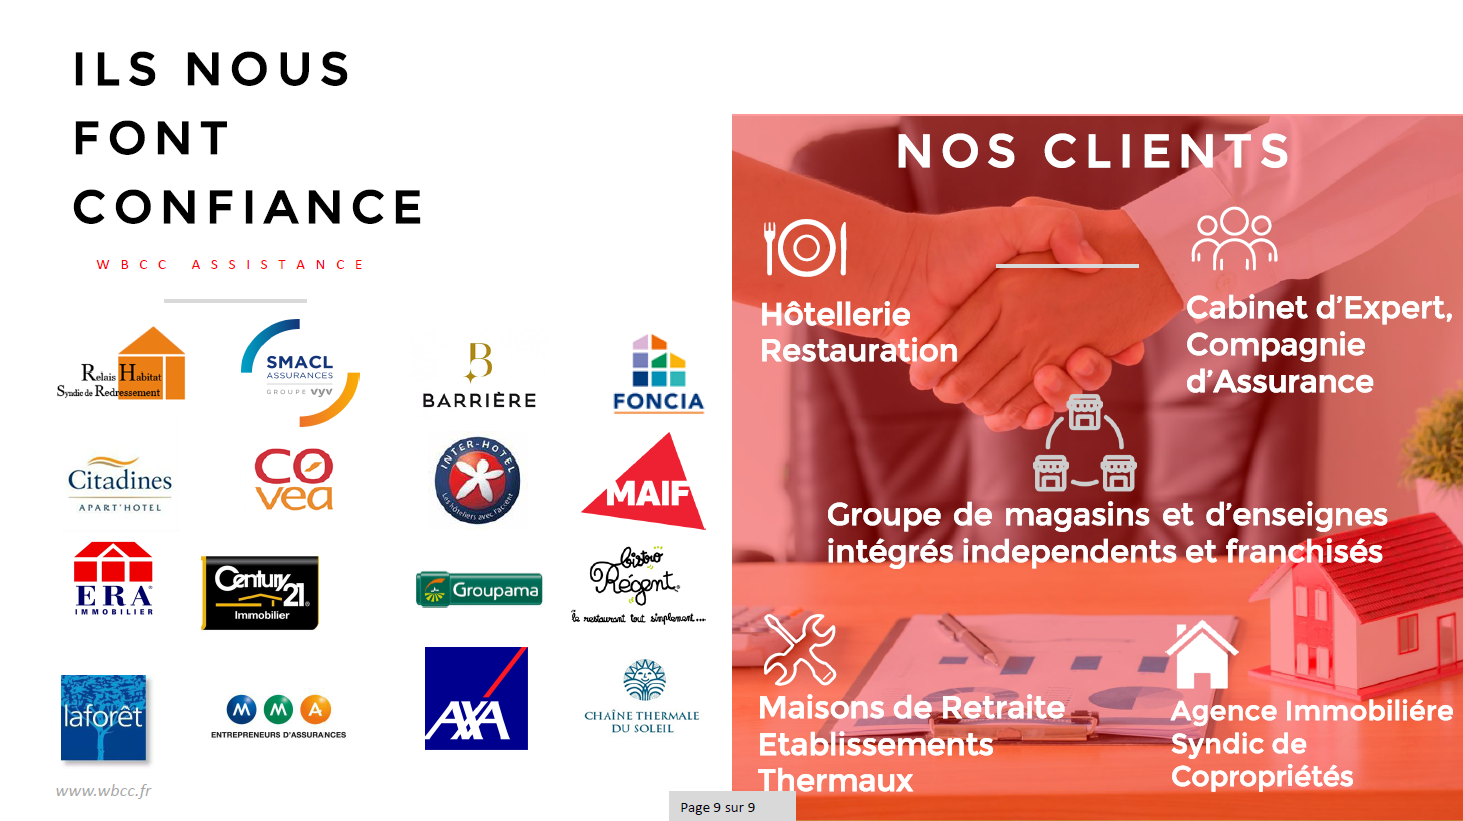 ILS NOUS
FONT
CONFIANCE
WBCC ASSISTANCE
Relais Habitat
Syndic de Redressement
SMACL
ASSURANCES
GROUPE vyv
B
BARRIÈRE
FONCIA
Citadines
APART'HOTEL
COvea
INTER-HOTEL
Les hôteliers avec l'accent
MAIF
ERA
IMMOBILIER
Century 21
Immobilier
Groupama
bistro
Régent
le restaurant tout simplement...
laforêt
MMA
ENTREPRENEURS D'ASSURANCES
AXA
CHAÎNE THERMALE
DU SOLEIL
www.wbcc.fr
NOS CLIENTS
Hôtellerie
Restauration
Cabinet d'Expert,
Compagnie
d'Assurance
Groupe de magasins et d'enseignes
intégrés independents et franchisés
Maisons de Retraite
Etablissements
Thermaux
Agence Immobiliére
Syndic de
Copropriétés
Page 9 sur 9